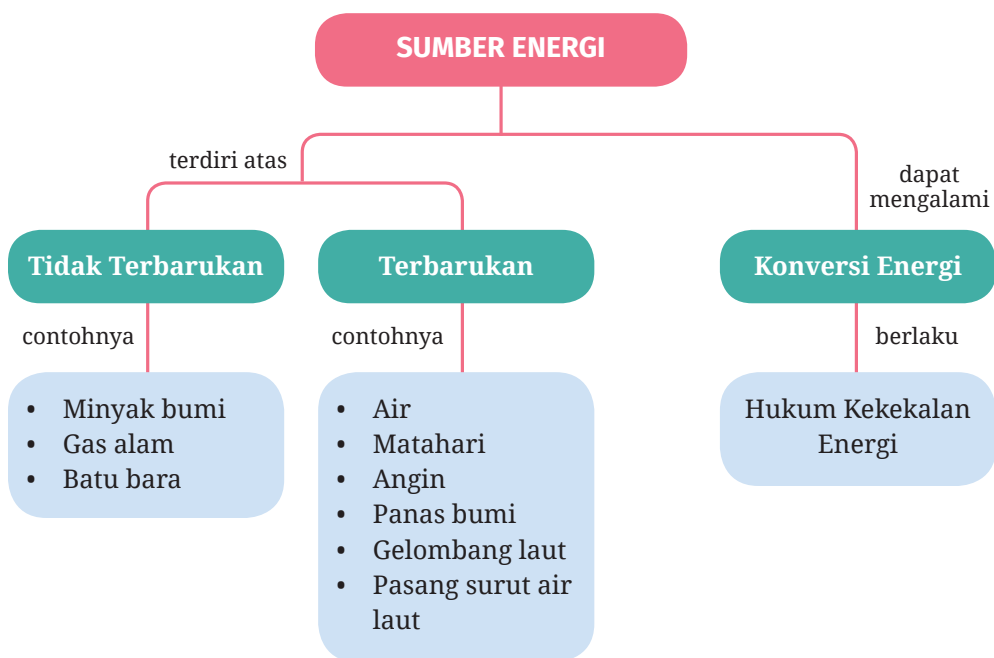 SUMBER ENERGI
terdiri atas
dapat
mengalami
Tidak Terbarukan
Terbarukan
Konversi Energi
contohnya
contohnya
berlaku
• Minyak bumi
• Gas alam
• Batu bara
• Air
• Matahari
• Angin
• Panas bumi
• Gelombang laut
• Pasang surut air
laut
Hukum Kekekalan
Energi